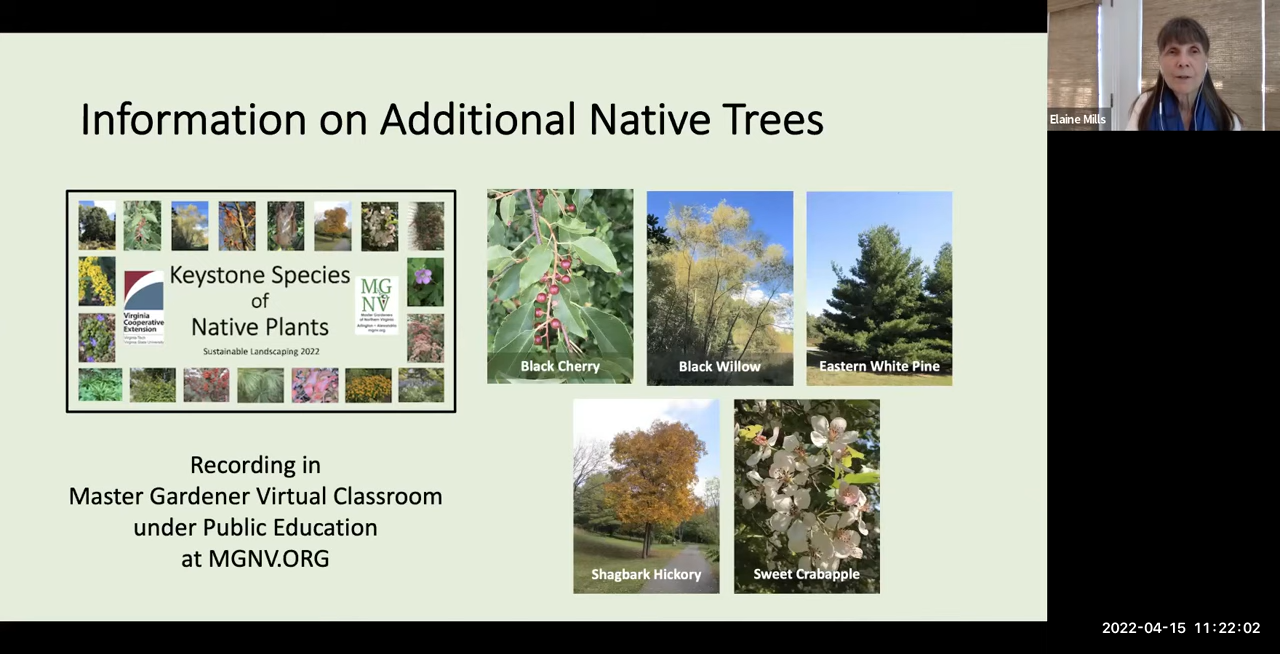 Information on Additional Native Trees
Elaine Mills
Keystone Species
of
Native Plants
Sustainable Landscaping 2022
Virginia
Cooperative
Extension
MG
NV
Black Cherry
Black Willow
Eastern White Pine
Recording in
Master Gardener Virtual Classroom
under Public Education
at MGNV.ORG
Shagbark Hickory
Sweet Crabapple
2022-04-15 11:22:02